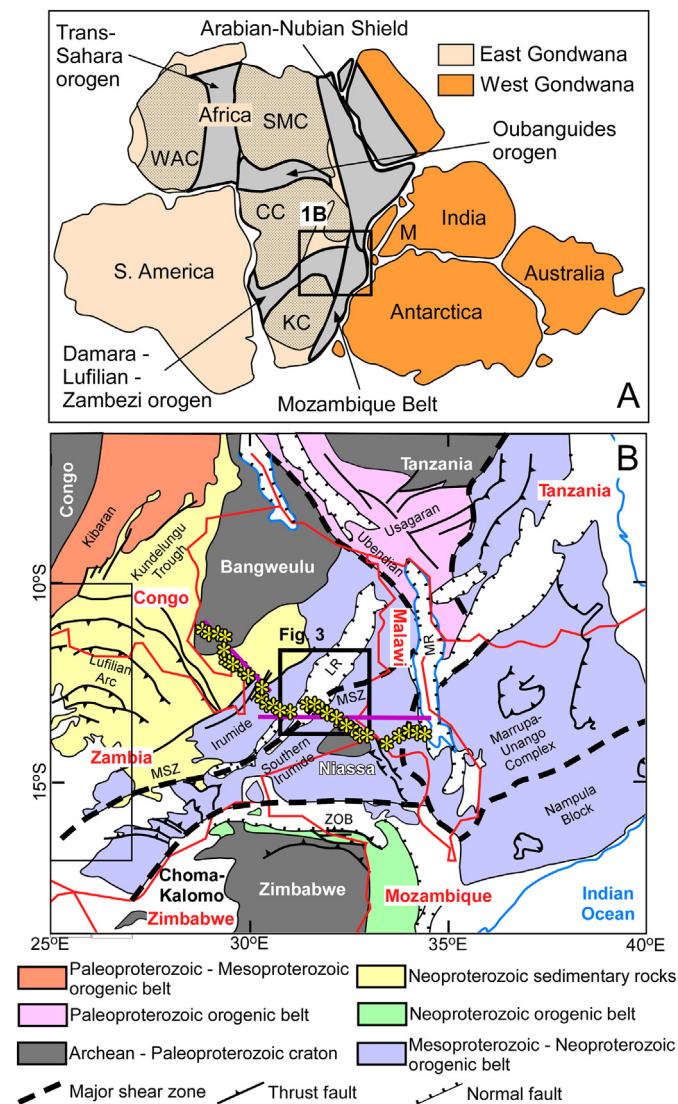 Trans-
Sahara
orogen
Arabian-Nubian Shield
East Gondwana
West Gondwana
Africa
SMC
WAC
Oubanguides
orogen
CC
1B
M
India
S. America
Australia
KC
Antarctica
Damara -
Lufilian -
Zambezi orogen
Mozambique Belt
A
B
Congo
Tanzania
Tanzania
Kibaran
Kundelungu
Trough
Usagaran
Ubendian
Bangweulu
10°S
Congo
Malawi
MR
Fig. 3
LR
Lufilian
Arc
MSZ
Irumide
Marrupa-
Unango
Complex
Zambia
Southern
Irumide
Niassa
MSZ
15°S
Nampula
Block
ZOB
Choma-
Kalomo
Zimbabwe
Zimbabwe
Mozambique
Indian
Ocean
25°E
30°E
35°E
40°E
Paleoproterozoic - Mesoproterozoic
orogenic belt
Neoproterozoic sedimentary rocks
Paleoproterozoic orogenic belt
Neoproterozoic orogenic belt
Archean - Paleoproterozoic craton
Mesoproterozoic - Neoproterozoic
orogenic belt
Major shear zone
Thrust fault
Normal fault